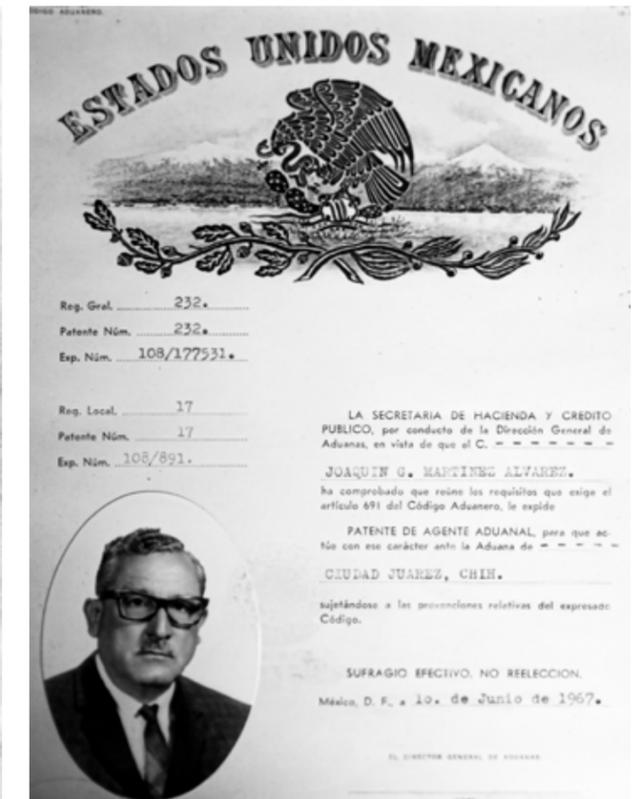 CODIGO ADUANERO.
ESTADOS UNIDOS MEXICANOS
Reg. Gral. 232.
Patente Núm. 232.
Exp. Núm. 108/177531.
Reg. Local. 17
Patente Núm. 17
Exp. Núm. 108/891.
LA SECRETARIA DE HACIENDA Y CREDITO
PUBLICO, por conducto de la Dirección General de
Aduanas, en vista de que el C. - - - - - - -
JOAQUIN G. MARTINEZ ALVAREZ.
ha comprobado que reúne los requisitos que exige el
artículo 691 del Código Aduanero, le expide
PATENTE DE AGENTE ADUANAL, para que ac-
túe con ese carácter ante la Aduana de - - - - -
CIUDAD JUAREZ, CHIH.
sujetándose a las prevenciones relativas del expresado
Código.
SUFRAGIO EFECTIVO. NO REELECCION.
México, D. F., a 1o. de Junio de 1967.
EL DIRECTOR GENERAL DE ADUANAS